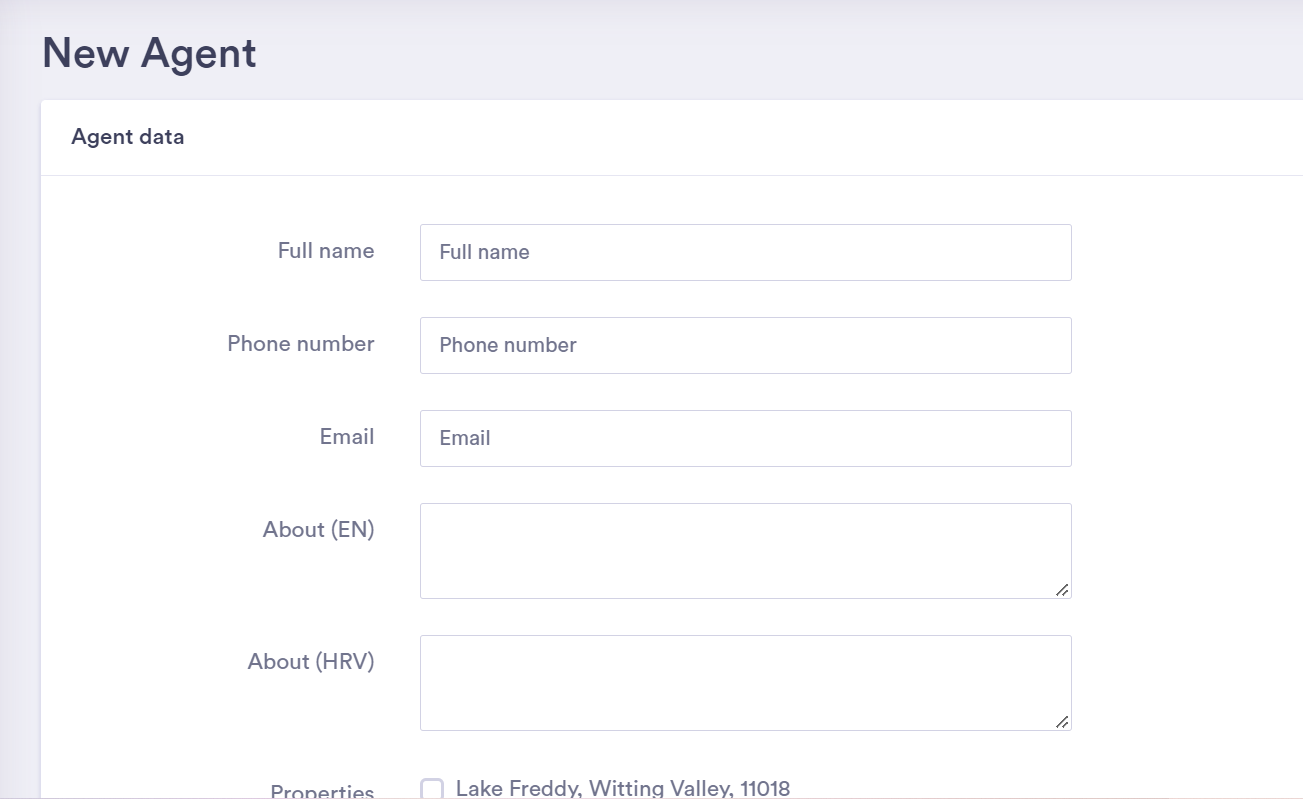 New Agent
Agent data
Full name
Full name
Phone number
Phone number
Email
Email
About (EN)
About (HRV)
Properties
Lake Freddy, Witting Valley, 11018